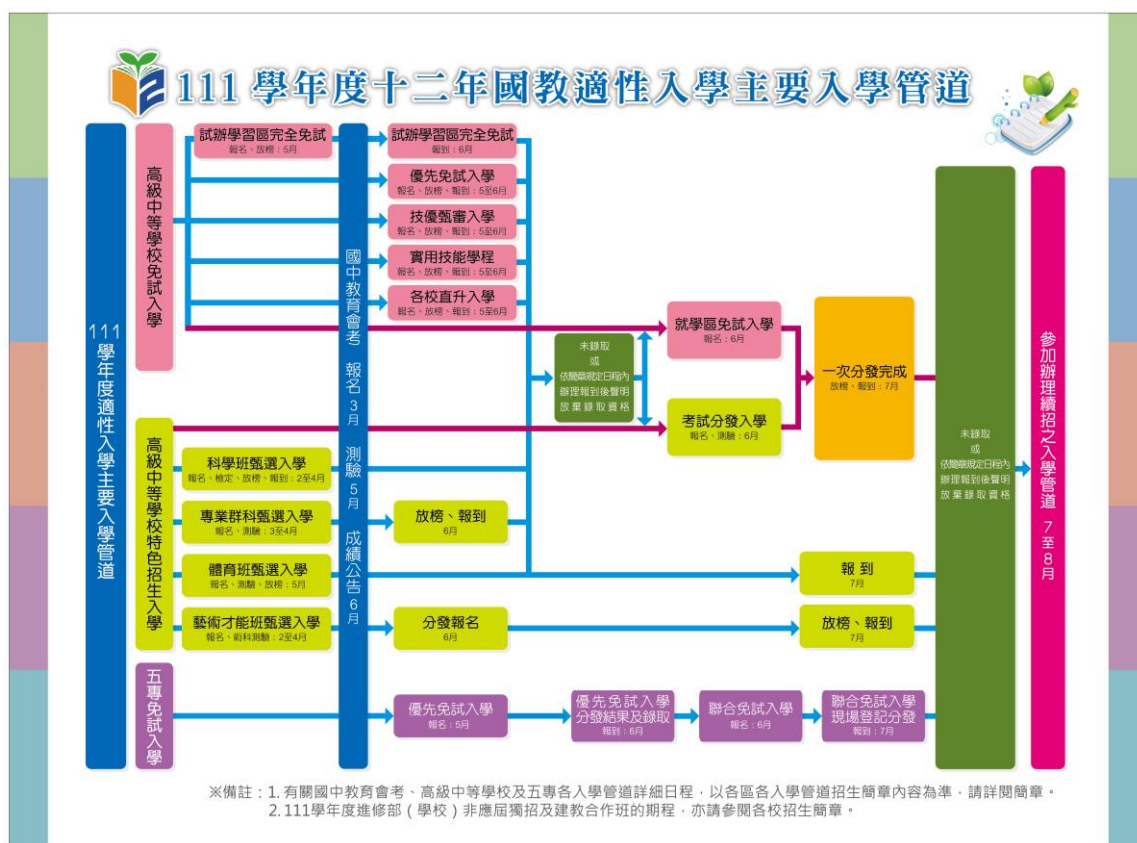 111 學年度十二年國教適性入學主要入學管道
111學年度適性入學主要入學管道
高級中等學校免試入學
試辦學習區完全免試
報名、放榜：5月
國中教育會考 報名3月 測驗5月 成績公告6月
試辦學習區完全免試
報到：6月
優先免試入學
報名、放榜、報到：5至6月
技優甄審入學
報名、放榜、報到：5至6月
實用技能學程
報名、放榜、報到：5至6月
各校直升入學
報名、放榜、報到：5至6月
未錄取
或
依簡章規定日程內
辦理報到後聲明
放棄錄取資格
就學區免試入學
報名：6月
考試分發入學
報名、測驗：6月
一次分發完成
放榜、報到：7月
高級中等學校特色招生入學
科學班甄選入學
報名、檢定、放榜、報到：2至4月
專業群科甄選入學
報名、測驗：3至4月
放榜、報到
6月
體育班甄選入學
報名、測驗、放榜：5月
報 到
7月
藝術才能班甄選入學
報名、術科測驗：2至4月
分發報名
6月
放榜、報到
7月
五專免試入學
優先免試入學
報名：5月
優先免試入學
分發結果及錄取
報到：6月
聯合免試入學
報名：6月
聯合免試入學
現場登記分發
報到：7月
未錄取
或
依簡章規定日程內
辦理報到後聲明
放棄錄取資格
參加辦理續招之入學管道 7至8月
※備註：1. 有關國中教育會考、高級中等學校及五專各入學管道詳細日程，以各區各入學管道招生簡章內容為準，請詳閱簡章。
2. 111學年度進修部（學校）非應屆獨招及建教合作班的期程，亦請參閱各校招生簡章。